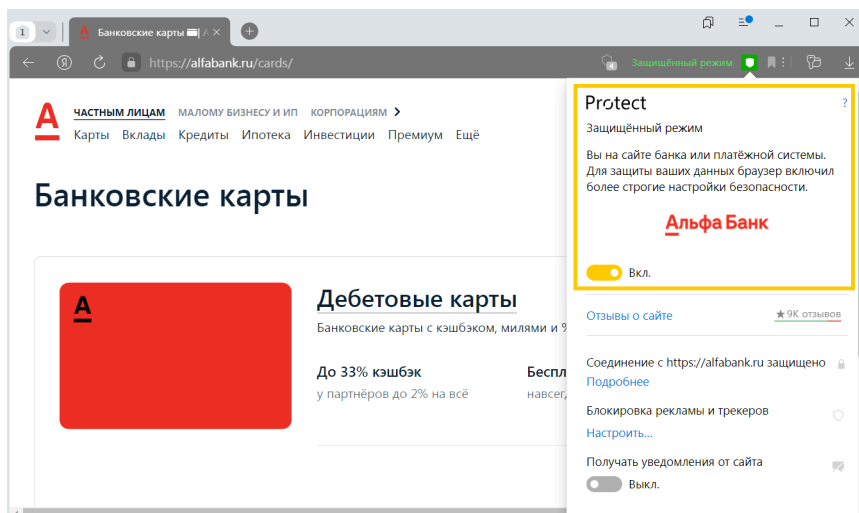 1
Банковские карты
https://alfabank.ru/cards/
4
Защищённый режим
А
ЧАСТНЫМ ЛИЦАМ МАЛОМУ БИЗНЕСУ И ИП КОРПОРАЦИЯМ
Карты Вклады Кредиты Ипотека Инвестиции Премиум Ещё
Банковские карты
А
Дебетовые карты
Банковские карты с кэшбэком, милями и %
До 33% кэшбэк
у партнёров до 2% на всё
Беспл
навсег
Protect
?
Защищённый режим
Вы на сайте банка или платёжной системы.
Для защиты ваших данных браузер включил
более строгие настройки безопасности.
Альфа Банк
Вкл.
Отзывы о сайте
9K отзывов
Соединение с https://alfabank.ru защищено
Подробнее
Блокировка рекламы и трекеров
Настроить...
Получать уведомления от сайта
Выкл.